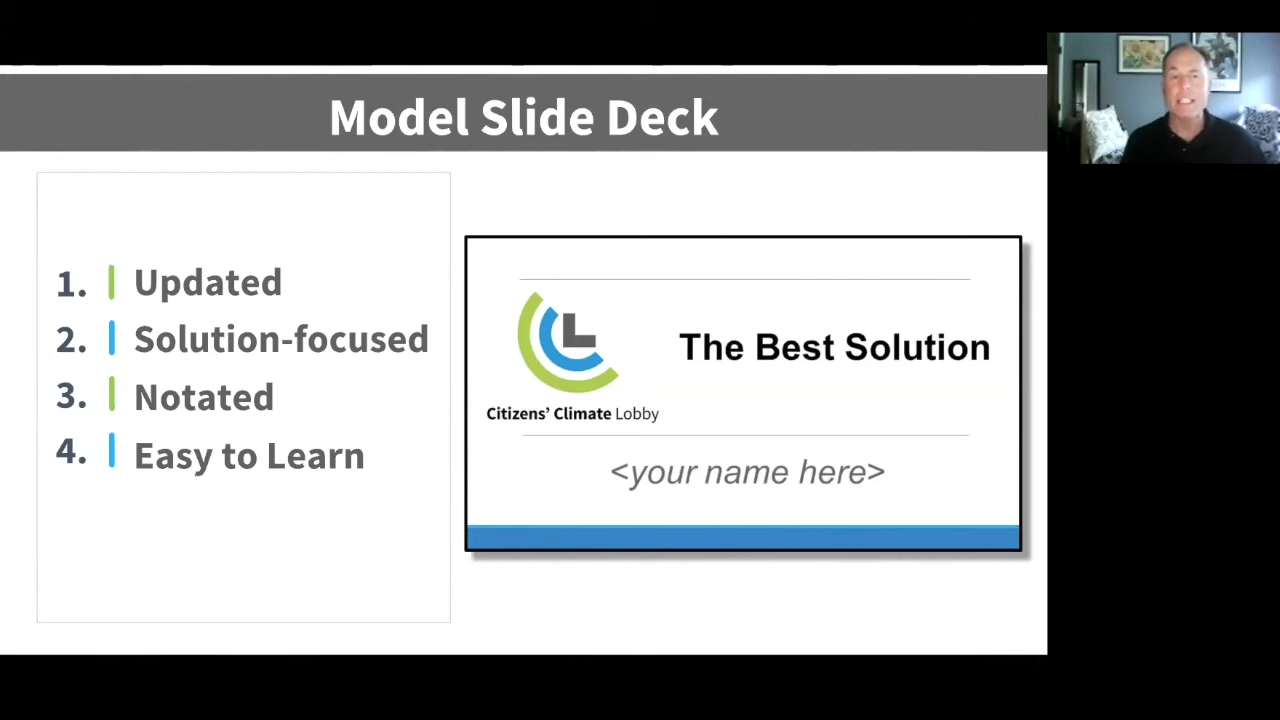 Model Slide Deck
1. Updated
2. Solution-focused
3. Notated
4. Easy to Learn
CL
The Best Solution
Citizens’ Climate Lobby
<your name here>